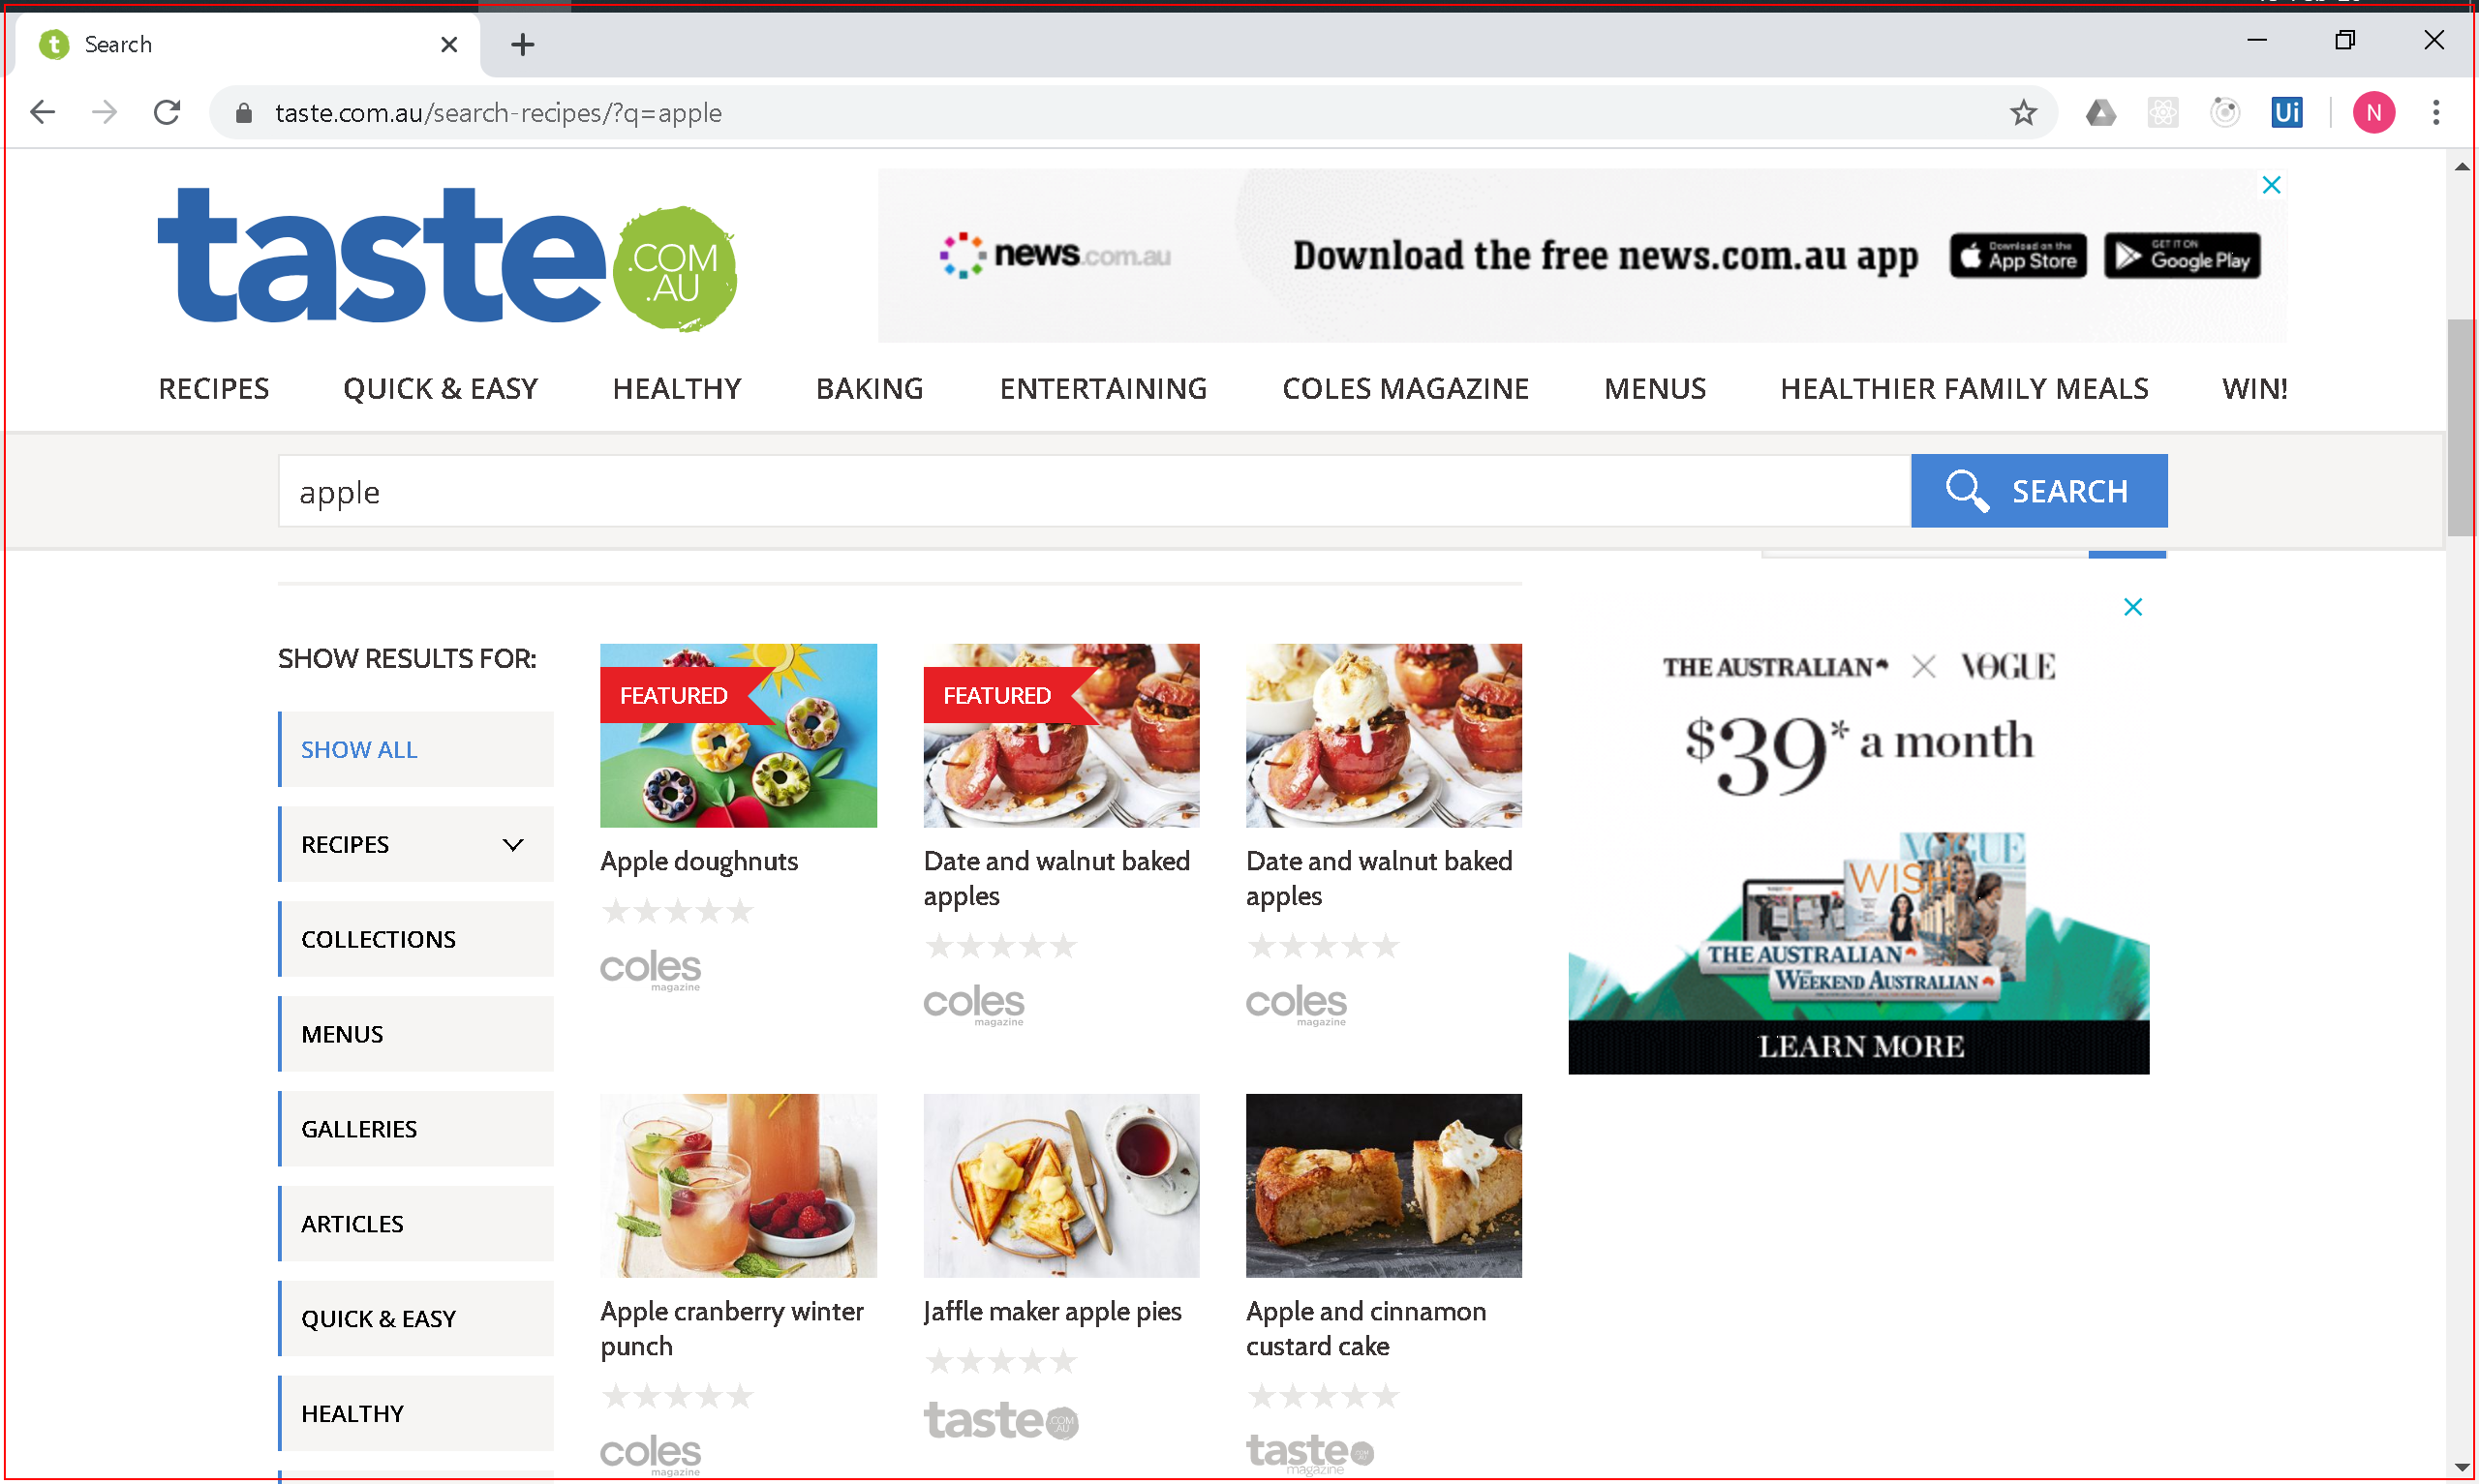 Search
taste.com.au/search-recipes/?q=apple
Ui
N
taste.COM
.AU
news.com.au
Download the free news.com.au app
Download on the
App Store
GET IT ON
Google Play
RECIPES
QUICK & EASY
HEALTHY
BAKING
ENTERTAINING
COLES MAGAZINE
MENUS
HEALTHIER FAMILY MEALS
WIN!
apple
SEARCH
SHOW RESULTS FOR:
SHOW ALL
RECIPES
COLLECTIONS
MENUS
GALLERIES
ARTICLES
QUICK & EASY
HEALTHY
FEATURED
Apple doughnuts
coles
magazine
FEATURED
Date and walnut baked
apples
coles
magazine
Date and walnut baked
apples
coles
magazine
Apple cranberry winter
punch
coles
magazine
Jaffle maker apple pies
taste.COM
.AU
Apple and cinnamon
custard cake
taste
magazine
THE AUSTRALIAN
VOGUE
$39* a month
VOGUE
WISH
THE AUSTRALIAN
THE
WEEKEND AUSTRALIAN
LEARN MORE